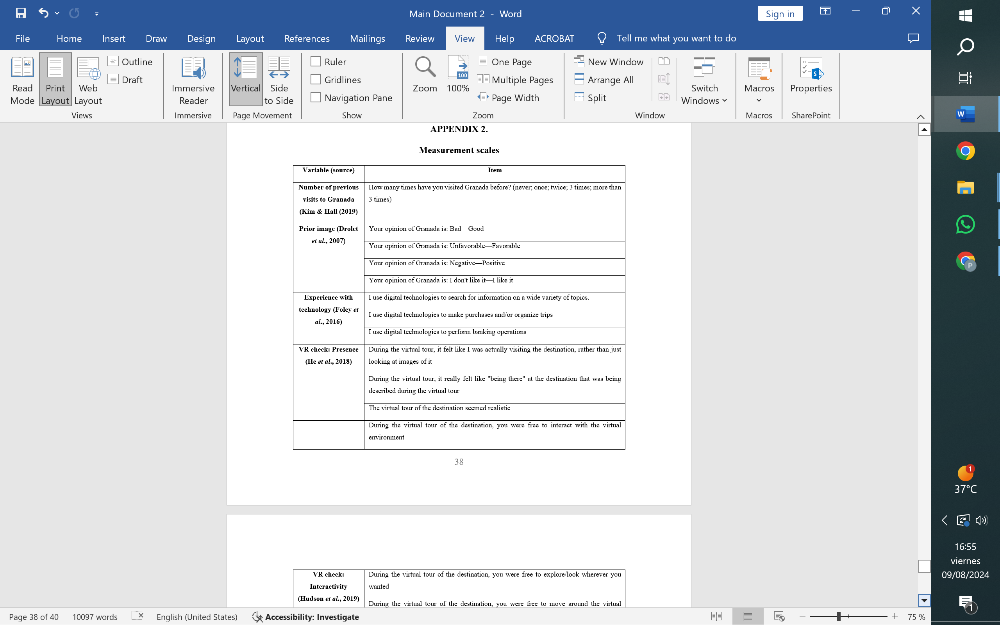 Main Document 2 - Word
Sign in
File Home Insert Draw Design Layout References Mailings Review View Help ACROBAT Tell me what you want to do
Read Mode
Print Layout
Web Layout
Outline
Draft
Views
Immersive Reader
Immersive
Vertical
Side to Side
Page Movement
Ruler
Gridlines
Navigation Pane
Show
Zoom
100
100%
One Page
Multiple Pages
Page Width
Zoom
New Window
Arrange All
Split
Switch Windows
Window
Macros
Macros
S
Properties
SharePoint
APPENDIX 2.
Measurement scales
Variable (source)
Item
Number of previous
visits to Granada
(Kim & Hall (2019)
How many times have you visited Granada before? (never; once; twice; 3 times; more than
3 times)
Prior image (Drolet
et al., 2007)
Your opinion of Granada is: Bad—Good
Your opinion of Granada is: Unfavorable—Favorable
Your opinion of Granada is: Negative—Positive
Your opinion of Granada is: I don't like it—I like it
Experience with
technology (Foley et
al., 2016)
I use digital technologies to search for information on a wide variety of topics.
I use digital technologies to make purchases and/or organize trips
I use digital technologies to perform banking operations
VR check: Presence
(He et al., 2018)
During the virtual tour, it felt like I was actually visiting the destination, rather than just
looking at images of it
During the virtual tour, it really felt like "being there" at the destination that was being
described during the virtual tour
The virtual tour of the destination seemed realistic
During the virtual tour of the destination, you were free to interact with the virtual
environment
38
VR check:
Interactivity
(Hudson et al., 2019)
During the virtual tour of the destination, you were free to explore/look wherever you
wanted
During the virtual tour of the destination, you were free to move around the virtual
Page 38 of 40 10097 words English (United States) Accessibility: Investigate 75 %
W
P
1
37°C
16:55
viernes
09/08/2024
1